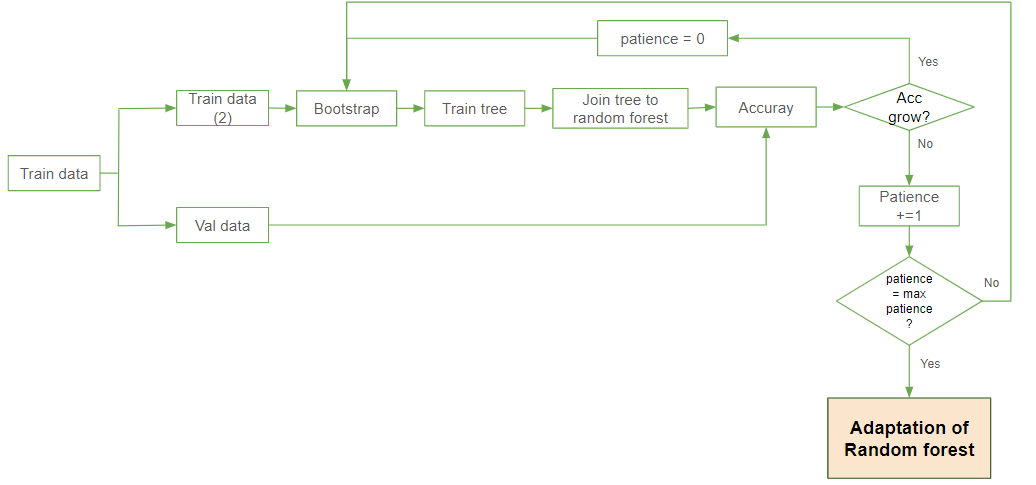 patience = 0
Yes
Train data
(2)
Bootstrap
Train tree
Join tree to
random forest
Accuray
Acc
grow?
No
Train data
Val data
Patience
+=1
patience
= max
patience
?
No
Yes
Adaptation of
Random forest